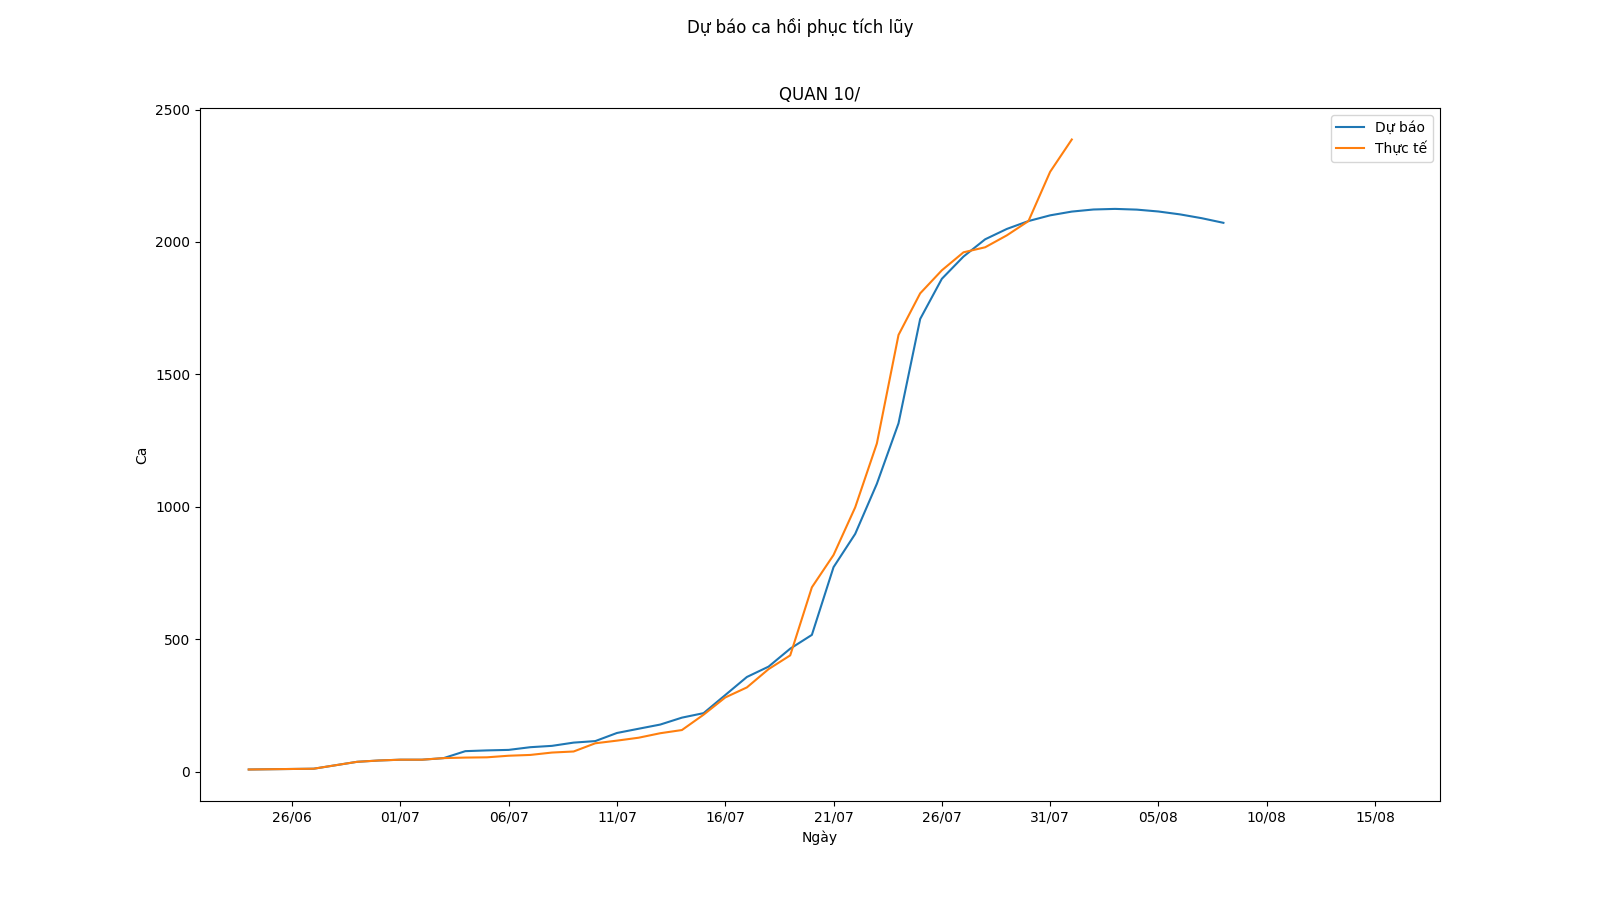 Dự báo ca hồi phục tích lũy
QUAN 10/
2500
2000
1500
1000
500
0
Ca
Dự báo
Thực tế
26/06
01/07
06/07
11/07
16/07
21/07
26/07
31/07
05/08
10/08
15/08
Ngày